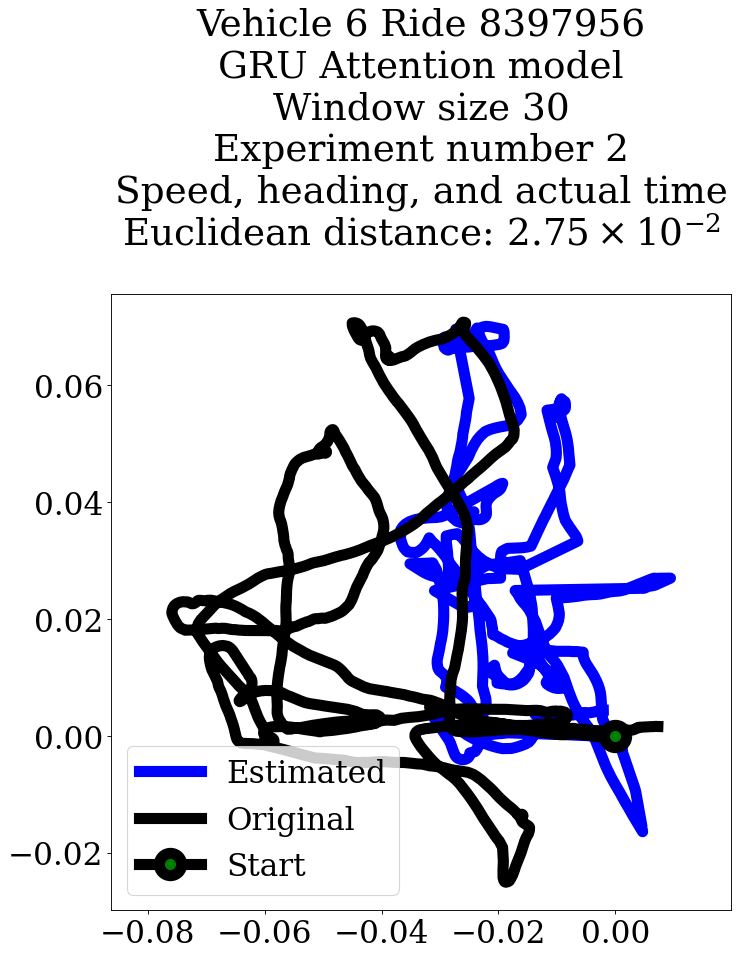 Vehicle 6 Ride 8397956
GRU Attention model
Window size 30
Experiment number 2
Speed, heading, and actual time
Euclidean distance: 2.75 × 10⁻²
0.06
0.04
0.02
0.00
−0.02
Estimated
Original
Start
−0.08 −0.06 −0.04 −0.02 0.00